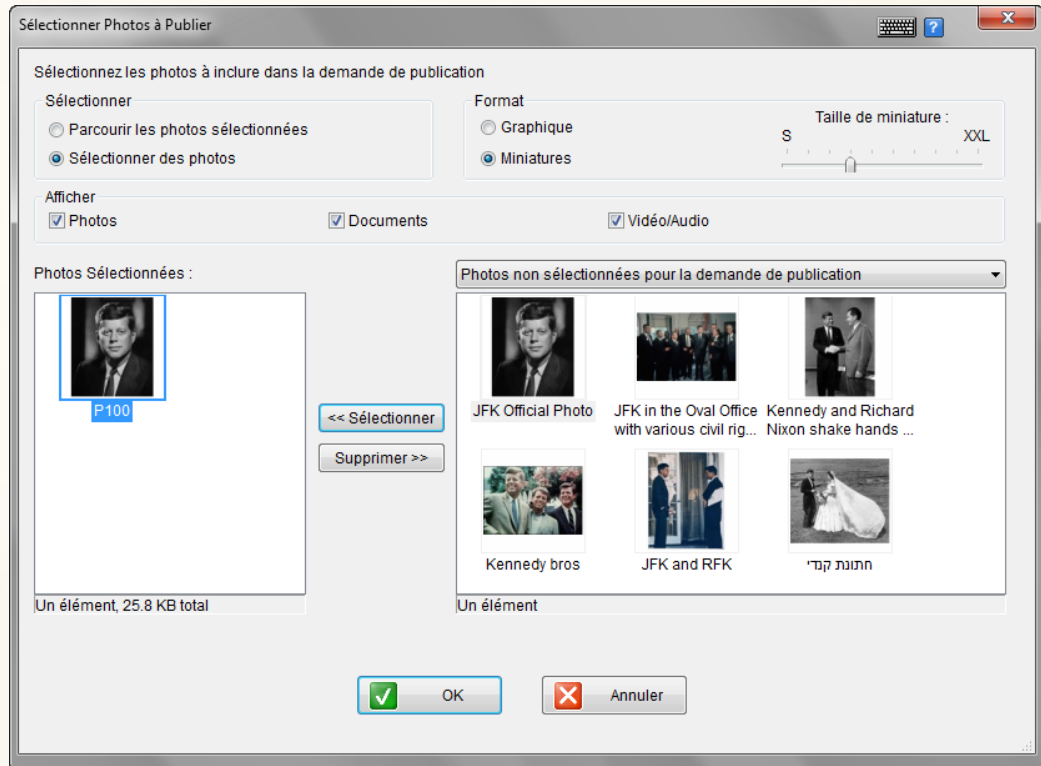 Sélectionner Photos à Publier
?
Sélectionnez les photos à inclure dans la demande de publication
Sélectionner
Parcourir les photos sélectionnées
Sélectionner des photos
Format
Graphique
Miniatures
Taille de miniature :
S XXL
Afficher
Photos Documents Vidéo/Audio
Photos Sélectionnées :
P100
Un élément, 25.8 KB total
<< Sélectionner
Supprimer >>
Photos non sélectionnées pour la demande de publication
JFK Official Photo
JFK in the Oval Office
with various civil rig...
Kennedy and Richard
Nixon shake hands ...
Kennedy bros
JFK and RFK
חתונת קנדי
Un élément
OK
Annuler